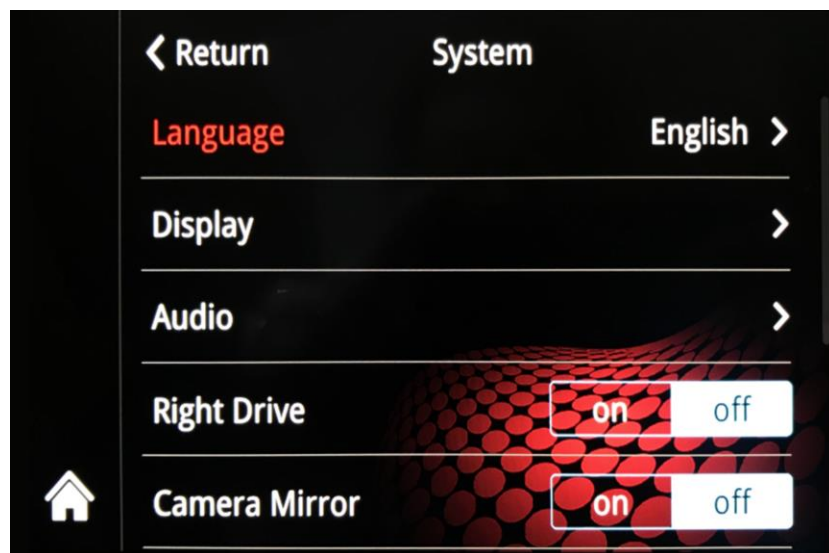 Return System
Language English
Display
Audio
Right Drive on off
Camera Mirror on off